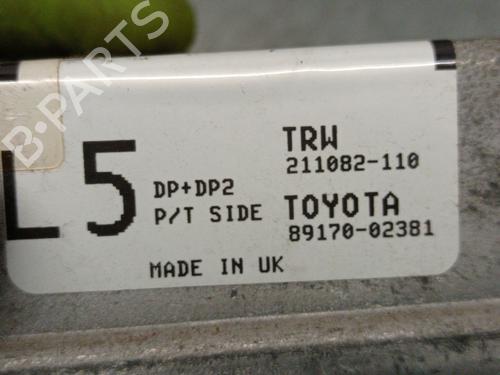 B-PARTS
L5
DP+DP2
P/T SIDE
TRW
211082-110
TOYOTA
89170-02381
MADE IN UK